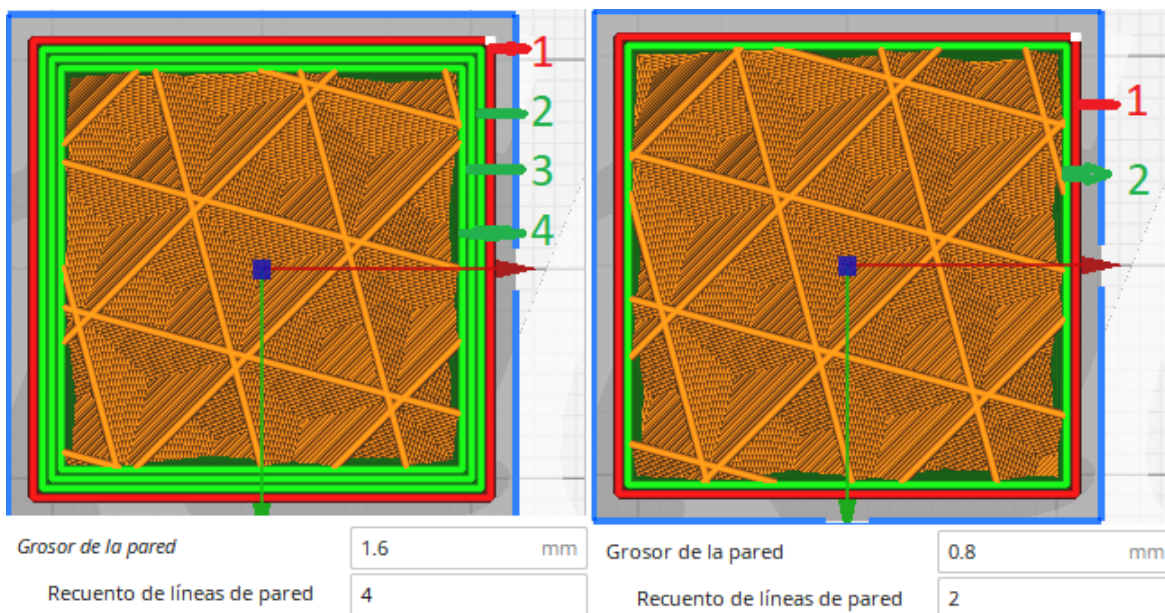 1
2
3
4
1
2
Grosor de la pared
1.6 mm
Recuento de líneas de pared
4
Grosor de la pared
0.8 mm
Recuento de líneas de pared
2